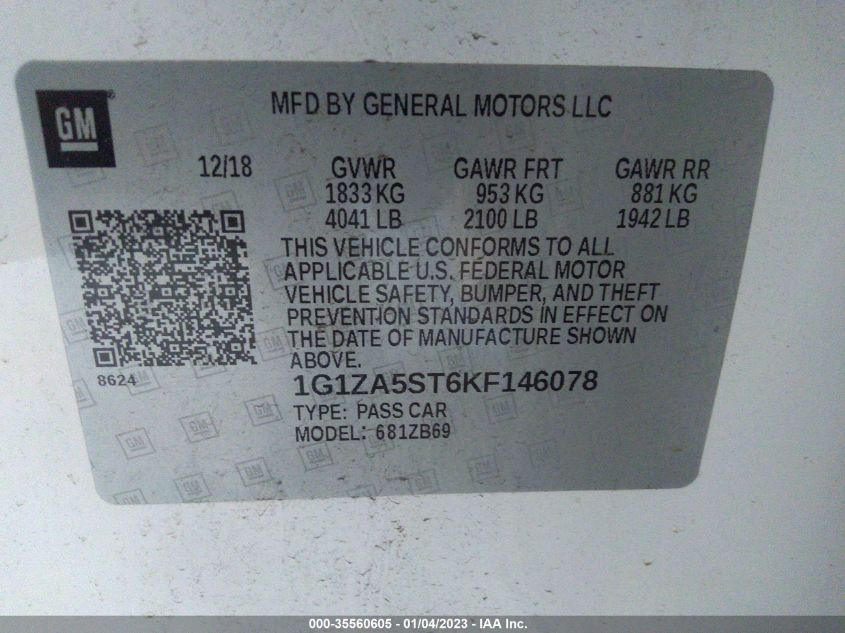 GM
MFD BY GENERAL MOTORS LLC
12/18 GVWR GAWR FRT GAWR RR
1833 KG 953 KG 881 KG
4041 LB 2100 LB 1942 LB
THIS VEHICLE CONFORMS TO ALL
APPLICABLE U.S. FEDERAL MOTOR
VEHICLE SAFETY, BUMPER, AND THEFT
PREVENTION STANDARDS IN EFFECT ON
THE DATE OF MANUFACTURE SHOWN
ABOVE.
8624
1G1ZA5ST6KF146078
TYPE: PASS CAR
MODEL: 681ZB69
000-35560605 - 01/04/2023 - IAA Inc.